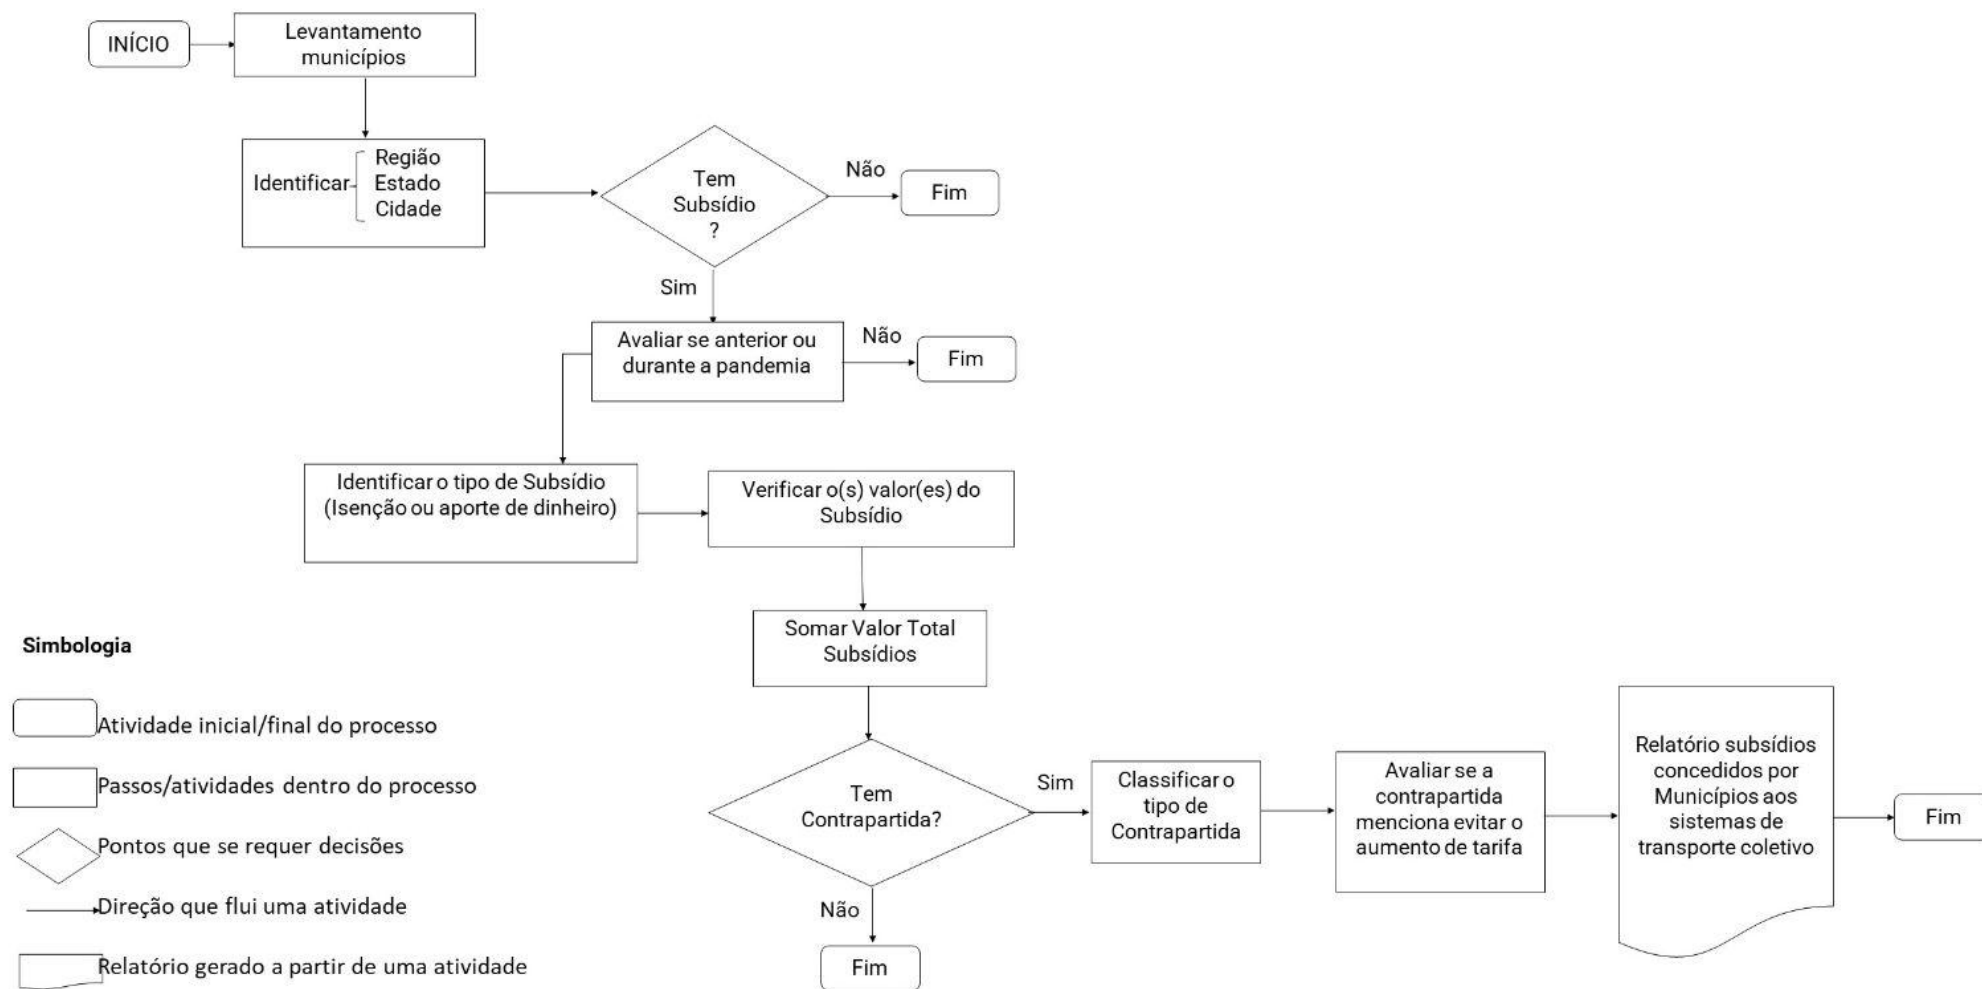 INÍCIO
Levantamento
municípios
Identificar
Região
Estado
Cidade
Tem
Subsídio
?
Não
Fim
Sim
Avaliar se anterior ou
durante a pandemia
Não
Fim
Identificar o tipo de Subsídio
(Isenção ou aporte de dinheiro)
Verificar o(s) valor(es) do
Subsídio
Somar Valor Total
Subsídios
Tem
Contrapartida?
Sim
Classificar o
tipo de
Contrapartida
Avaliar se a
contrapartida
menciona evitar o
aumento de tarifa
Relatório subsídios
concedidos por
Municípios aos
sistemas de
transporte coletivo
Fim
Não
Fim
Simbologia
Atividade inicial/final do processo
Passos/atividades dentro do processo
Pontos que se requer decisões
Direção que flui uma atividade
Relatório gerado a partir de uma atividade